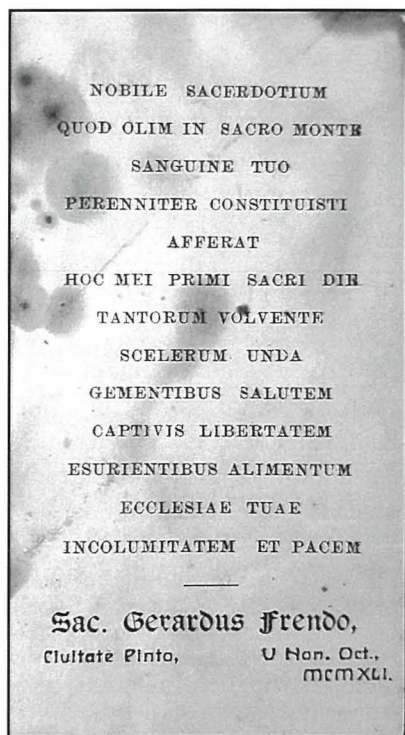 NOBILE SACERDOTIUM
QUOD OLIM IN SACRO MONTE
SANGUINE TUO
PERENNITER CONSTITUISTI
AFFERAT
HOC MEI PRIMI SACRI DIE
TANTORUM VOLVENTE
SCELERUM UNDA
GEMENTIBUS SALUTEM
CAPTIVIS LIBERTATEM
ESURIENTIBUS ALIMENTUM
ECCLESIAE TUAE
INCOLUMITATEM ET PACEM
Sac. Gerardus Frendo,
Civitate Pinto, V Non. Oct.,
MCMXLI.